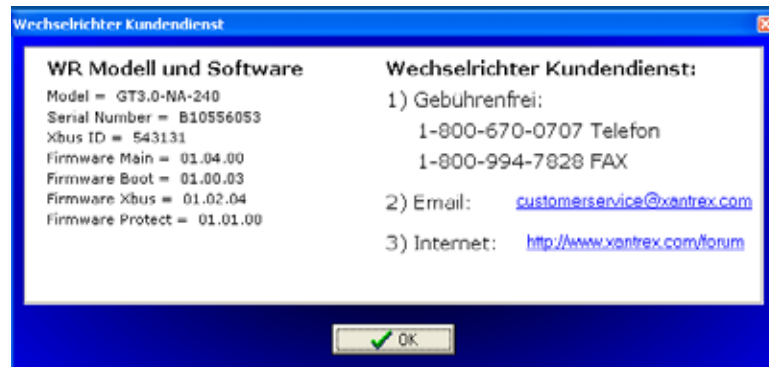 Wechselrichter Kundendienst
WR Modell und Software
Model = GT3.0-NA-240
Serial Number = B10556053
Xbus ID = 543131
Firmware Main = 01.04.00
Firmware Boot = 01.00.03
Firmware Xbus = 01.02.04
Firmware Protect = 01.01.00
Wechselrichter Kundendienst:
1) Gebührenfrei:
1-800-670-0707 Telefon
1-800-994-7828 FAX
2) Email: customerservice@xantrex.com
3) Internet: http://www.xantrex.com/forum
OK